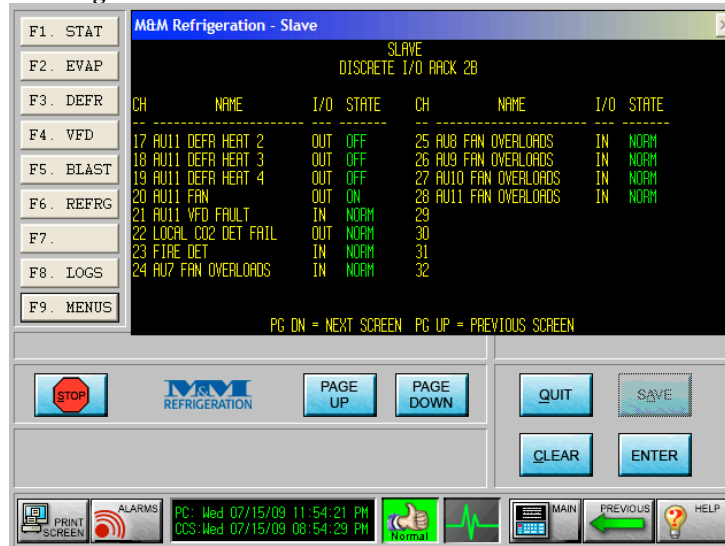 M&M Refrigeration - Slave
F1. STAT
F2. EVAP
F3. DEFR
F4. VFD
F5. BLAST
F6. REFRG
F7.
F8. LOGS
F9. MENUS
SLAVE
DISCRETE I/O RACK 2B
CH NAME I/O STATE CH NAME I/O STATE
17 AU11 DEFR HEAT 2 OUT OFF 25 AU8 FAN OVERLOADS IN NORM
18 AU11 DEFR HEAT 3 OUT OFF 26 AU9 FAN OVERLOADS IN NORM
19 AU11 DEFR HEAT 4 OUT OFF 27 AU10 FAN OVERLOADS IN NORM
20 AU11 FAN OUT ON 28 AU11 FAN OVERLOADS IN NORM
21 AU11 VFD FAULT IN NORM 29
22 LOCAL CO2 DET FAIL OUT NORM 30
23 FIRE DET IN NORM 31
24 AU7 FAN OVERLOADS IN NORM 32
PG DN = NEXT SCREEN PG UP = PREVIOUS SCREEN
STOP
M&M
REFRIGERATION
PAGE UP
PAGE DOWN
QUIT
SAVE
CLEAR
ENTER
PRINT SCREEN
ALARMS
PC: Wed 07/15/09 11:54:21 PM
CCS:Wed 07/15/09 08:54:29 PM
Normal
MAIN
PREVIOUS
HELP